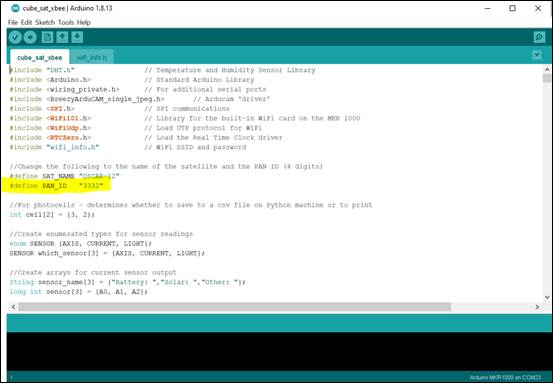 cube_sat_xbee | Arduino 1.8.13
File Edit Sketch Tools Help
cube_sat_xbee wifi_info.h
#include "DHT.h" // Temperature and Humidity Sensor Library
#include <Arduino.h> // Standard Arduino Library
#include <wiring_private.h> // For additional serial ports
#include <BreezyArduCAM_single_jpeg.h> // Arducam 'driver'
#include <SPI.h> // SPI communications
#include <WiFi101.h> // Library for the built-in WiFi card on the MKR 1000
#include <WiFiUdp.h> // Load UTP protocol for WiFi
#include <RTCZero.h> // Load the Real Time Clock driver
#include "wifi_info.h" // WiFi SSID and password
//Change the following to the name of the satellite and the PAN ID (4 digits)
#define SAT_NAME "OSCAR-12"
#define PAN_ID "3332"
//For photocells - determines whether to save to a csv file on Python machine or to print
int cell[2] = {3, 2};
//Create enumerated types for sensor readings
enum SENSOR {AXIS, CURRENT, LIGHT};
SENSOR which_sensor[3] = {AXIS, CURRENT, LIGHT};
//Create arrays for current sensor output
String sensor_name[3] = {"Battery: ","Solar: ","Other: "};
long int sensor[3] = {A0, A1, A2};
1 Arduino MKR1000 on COM23